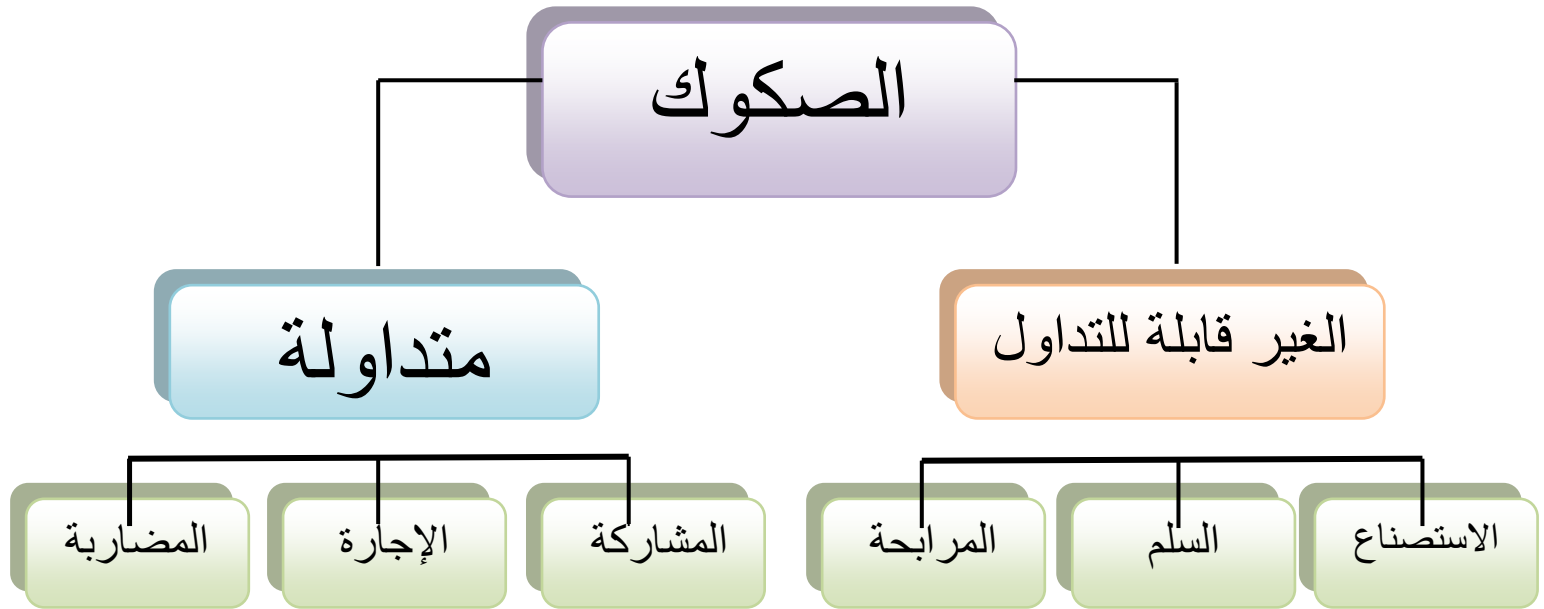 الصكوك
الغير قابلة للتداول
متداولة
الاستصناع
السلم
المرابحة
المشاركة
الإجارة
المضاربة